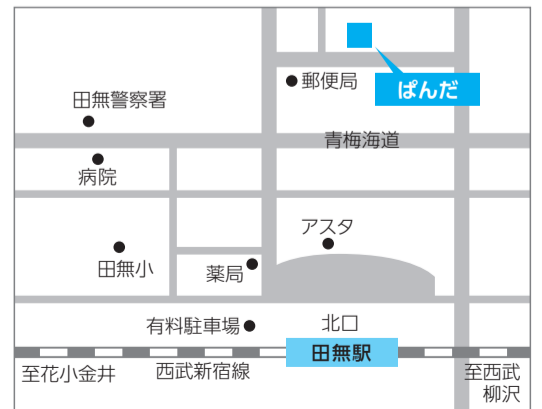 郵便局
ぱんだ
田無警察署
青梅海道
病院
アスタ
田無小
薬局
有料駐車場
北口
田無駅
至花小金井
西武新宿線
至西武
柳沢